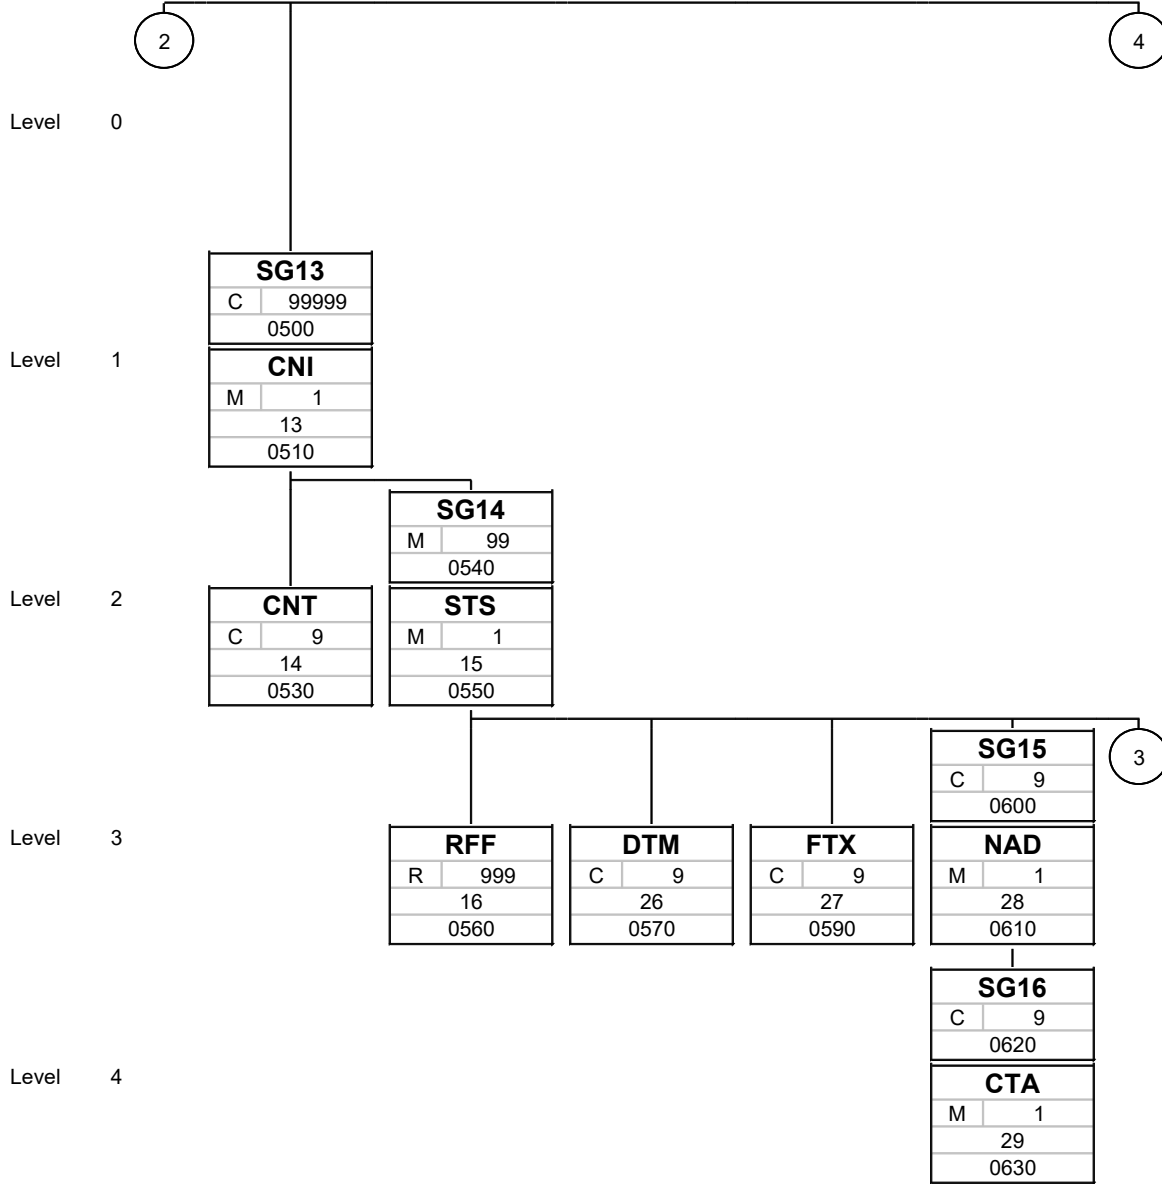 2
4
Level 0
SG13
C 99999
0500
Level 1
CNI
M 1
13
0510
SG14
M 99
0540
Level 2
CNT
C 9
14
0530
STS
M 1
15
0550
SG15
C 9
0600
3
Level 3
RFF
R 999
16
0560
DTM
C 9
26
0570
FTX
C 9
27
0590
NAD
M 1
28
0610
SG16
C 9
0620
Level 4
CTA
M 1
29
0630